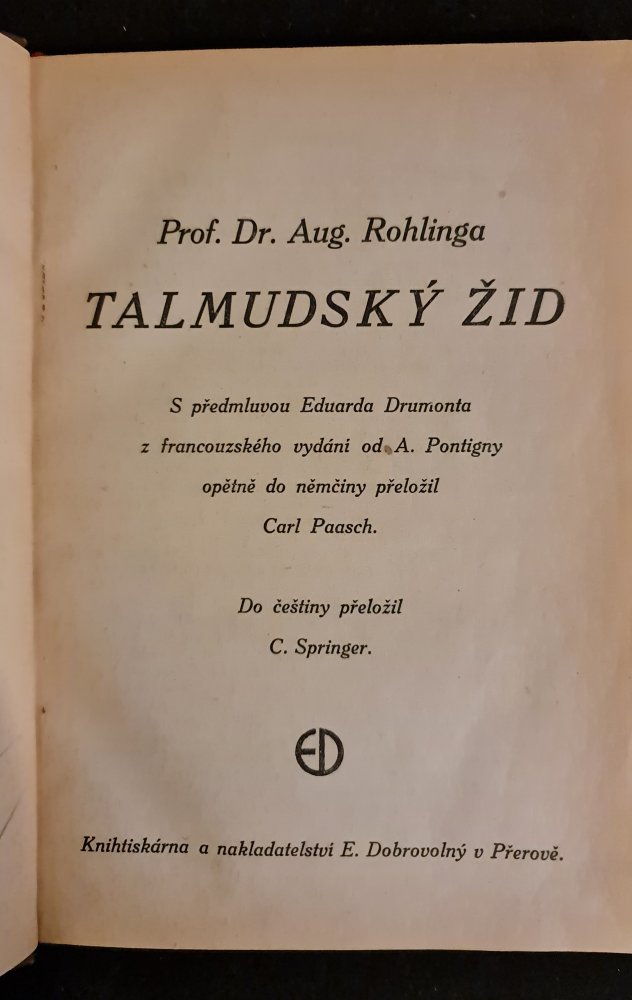 Prof. Dr. Aug. Rohlinga
TALMUDSKÝ ŽID
S předmluvou Eduarda Drumonta
z francouzského vydání od A. Pontigny
opětně do němčiny přeložil
Carl Paasch.
Do češtiny přeložil
C. Springer.
ED
Knihtiskárna a nakladatelství E. Dobrovolný v Přerově.